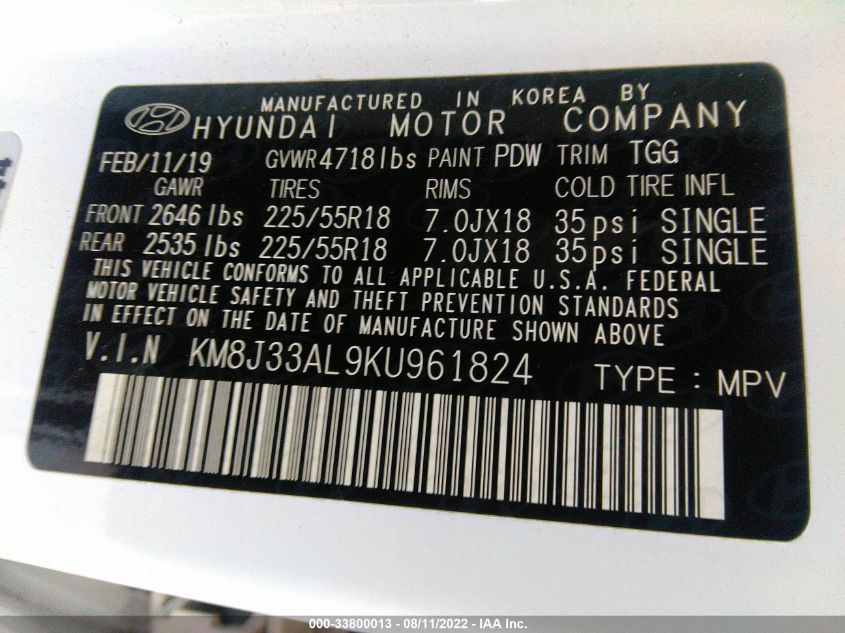 MANUFACTURED IN KOREA BY
HYUNDAI MOTOR COMPANY
FEB/11/19 GVWR 4718lbs PAINT PDW TRIM TGG
GAWR TIRES RIMS COLD TIRE INFL
FRONT 2646 lbs 225/55R18 7.0JX18 35psi SINGLE
REAR 2535 lbs 225/55R18 7.0JX18 35psi SINGLE
THIS VEHICLE CONFORMS TO ALL APPLICABLE U.S.A. FEDERAL
MOTOR VEHICLE SAFETY AND THEFT PREVENTION STANDARDS
IN EFFECT ON THE DATE OF MANUFACTURE SHOWN ABOVE
V.I.N KM8J33AL9KU961824 TYPE : MPV
000-33800013 - 08/11/2022 - IAA Inc.